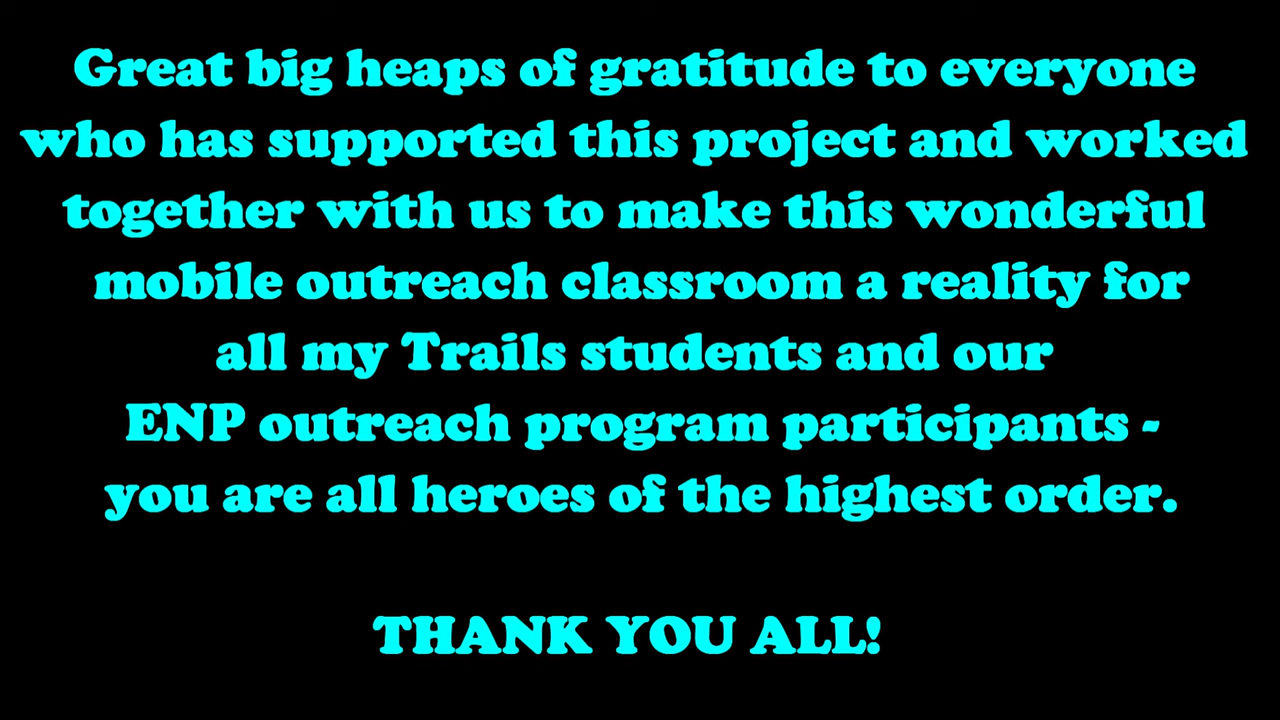 Great big heaps of gratitude to everyone
who has supported this project and worked
together with us to make this wonderful
mobile outreach classroom a reality for
all my Trails students and our
ENP outreach program participants -
you are all heroes of the highest order.
THANK YOU ALL!